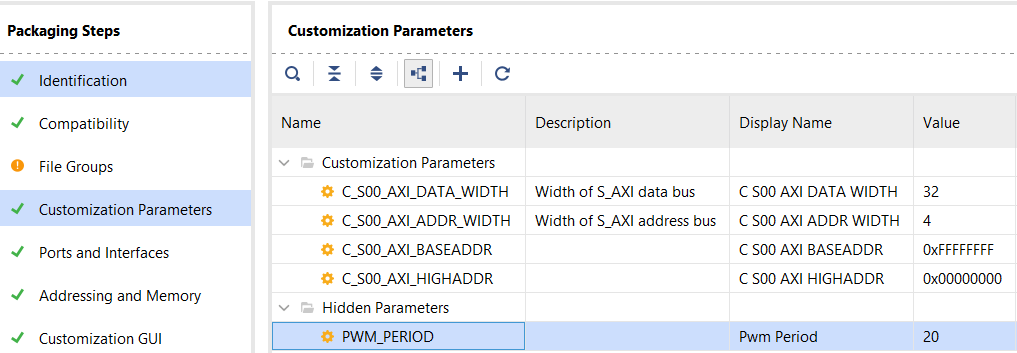 Packaging Steps
Identification
Compatibility
File Groups
Customization Parameters
Ports and Interfaces
Addressing and Memory
Customization GUI
Customization Parameters
Name Description Display Name Value
Customization Parameters
C_S00_AXI_DATA_WIDTH Width of S_AXI data bus C S00 AXI DATA WIDTH 32
C_S00_AXI_ADDR_WIDTH Width of S_AXI address bus C S00 AXI ADDR WIDTH 4
C_S00_AXI_BASEADDR C S00 AXI BASEADDR 0xFFFFFFFF
C_S00_AXI_HIGHADDR C S00 AXI HIGHADDR 0x00000000
Hidden Parameters
PWM_PERIOD Pwm Period 20